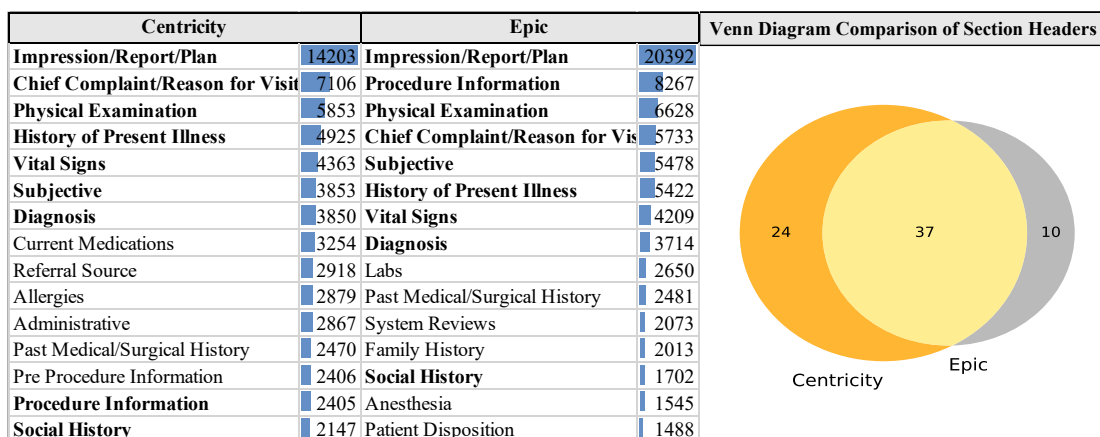 Centricity Epic Venn Diagram Comparison of Section Headers
Impression/Report/Plan 14203 Impression/Report/Plan 20392
Chief Complaint/Reason for Visit 7106 Procedure Information 8267
Physical Examination 5853 Physical Examination 6628
History of Present Illness 4925 Chief Complaint/Reason for Vis 5733
Vital Signs 4363 Subjective 5478
Subjective 3853 History of Present Illness 5422
Diagnosis 3850 Vital Signs 4209
Current Medications 3254 Diagnosis 3714
Referral Source 2918 Labs 2650
Allergies 2879 Past Medical/Surgical History 2481
Administrative 2867 System Reviews 2073
Past Medical/Surgical History 2470 Family History 2013
Pre Procedure Information 2406 Social History 1702
Procedure Information 2405 Anesthesia 1545
Social History 2147 Patient Disposition 1488
24 37 10
Centricity Epic